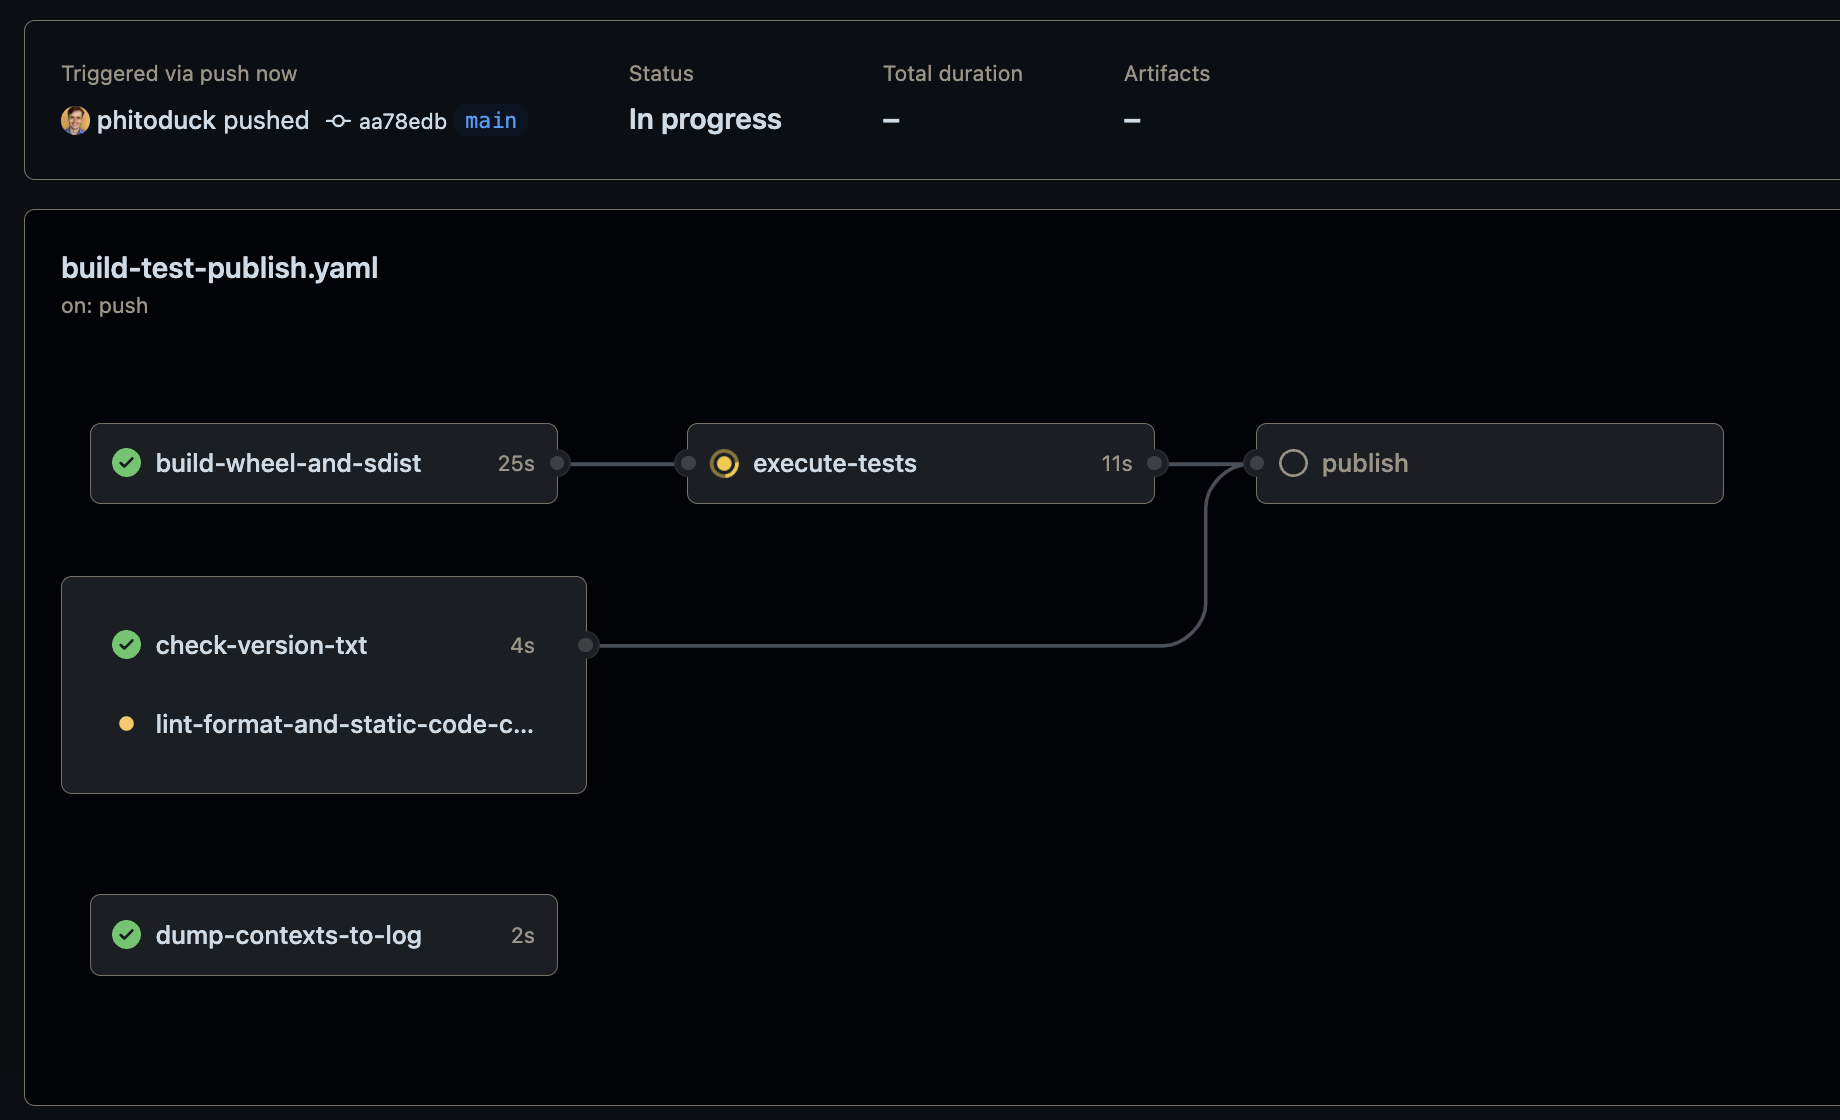 Triggered via push now
phitoduck pushed aa78edb main
Status
In progress
Total duration
–
Artifacts
–
build-test-publish.yaml
on: push
build-wheel-and-sdist 25s
execute-tests 11s
publish
check-version-txt 4s
lint-format-and-static-code-c...
dump-contexts-to-log 2s